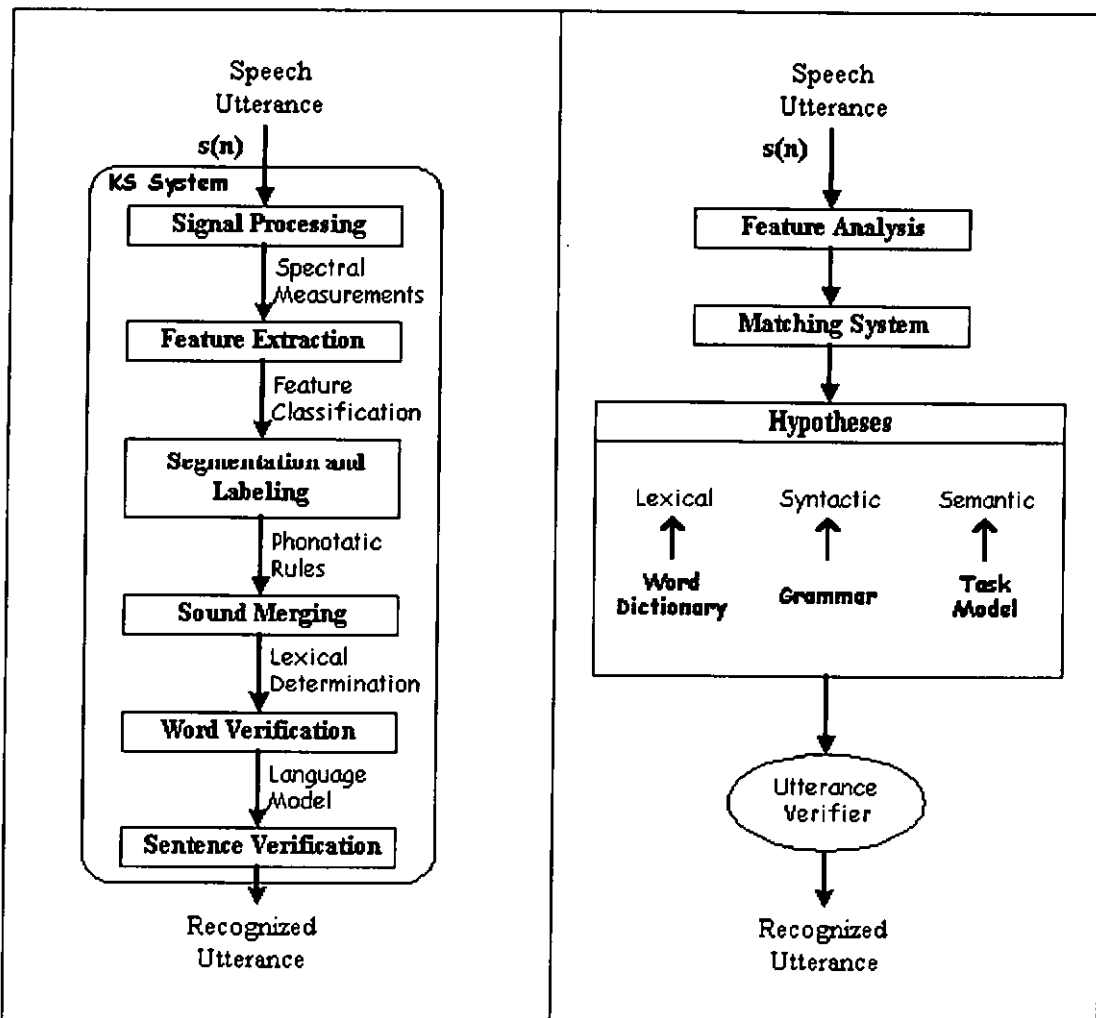 Speech
Utterance
s(n)
KS System
Signal Processing
Spectral
Measurements
Feature Extraction
Feature
Classification
Segmentation and
Labeling
Phonotatic
Rules
Sound Merging
Lexical
Determination
Word Verification
Language
Model
Sentence Verification
Recognized
Utterance
Speech
Utterance
s(n)
Feature Analysis
Matching System
Hypotheses
Lexical Syntactic Semantic
Word
Dictionary
Grammar
Task
Model
Utterance
Verifier
Recognized
Utterance